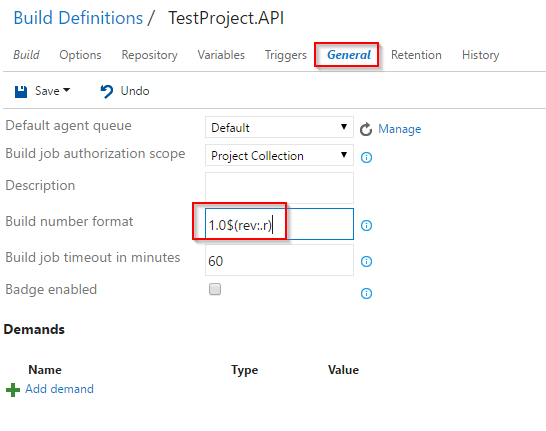 Build Definitions / TestProject.API
Build Options Repository Variables Triggers General Retention History
Save Undo
Default agent queue Default Manage
Build job authorization scope Project Collection
Description
Build number format 1.0$(rev:.r)
Build job timeout in minutes 60
Badge enabled
Demands
Name Type Value
Add demand